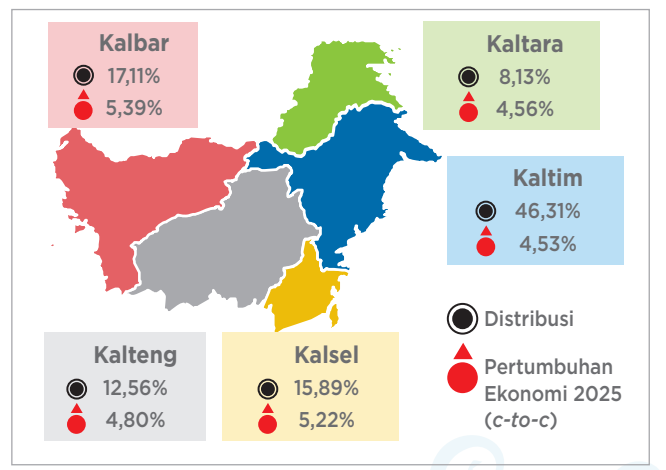 Kalbar
17,11%
5,39%
Kaltara
8,13%
4,56%
Kaltim
46,31%
4,53%
Kalteng
12,56%
4,80%
Kalsel
15,89%
5,22%
Distribusi
Pertumbuhan
Ekonomi 2025
(c-to-c)